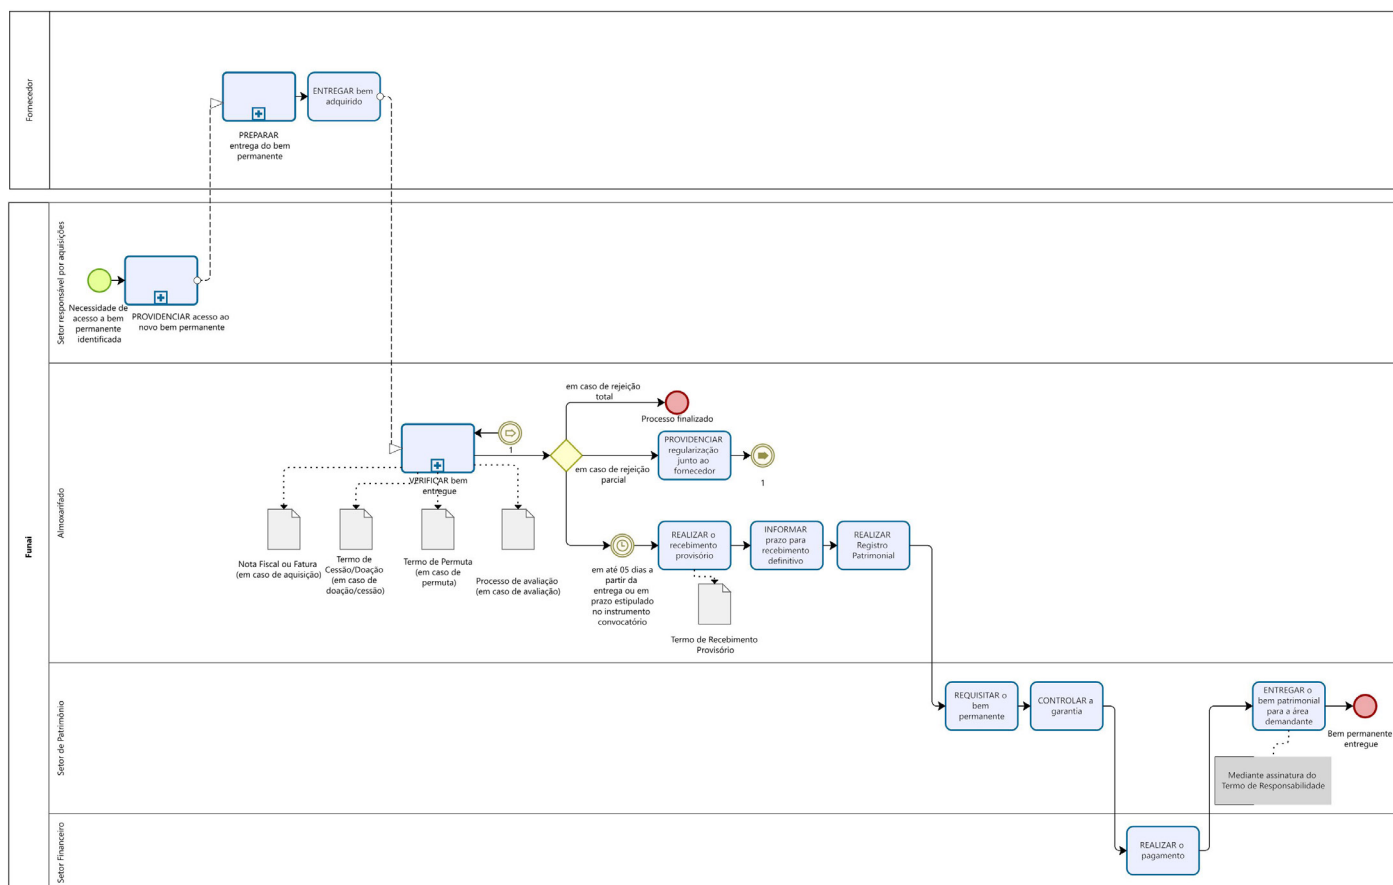 Fornecedor
ENTREGAR bem
adquirido
PREPARAR
entrega do bem
permanente
Funai
Setor responsável por aquisições
Necessidade de
acesso a bem
permanente
identificada
PROVIDENCIAR acesso ao
novo bem permanente
Almoxarifado
em caso de rejeição
total
Processo finalizado
1
VERIFICAR bem
entregue
em caso de rejeição
parcial
PROVIDENCIAR
regularização
junto ao
fornecedor
1
Nota Fiscal ou Fatura
(em caso de aquisição)
Termo de
Cessão/Doação
(em caso de
doação/cessão)
Termo de Permuta
(em caso de
permuta)
Processo de avaliação
(em caso de avaliação)
em até 05 dias a
partir da
entrega ou em
prazo estipulado
no instrumento
convocatório
REALIZAR o
recebimento
provisório
INFORMAR
prazo para
recebimento
definitivo
REALIZAR
Registro
Patrimonial
Termo de Recebimento
Provisório
Setor de Patrimônio
REQUISITAR o
bem
permanente
CONTROLAR a
garantia
ENTREGAR o
bem patrimonial
para a área
demandante
Bem permanente
entregue
Mediante assinatura do
Termo de Responsabilidade
Setor Financeiro
REALIZAR o
pagamento